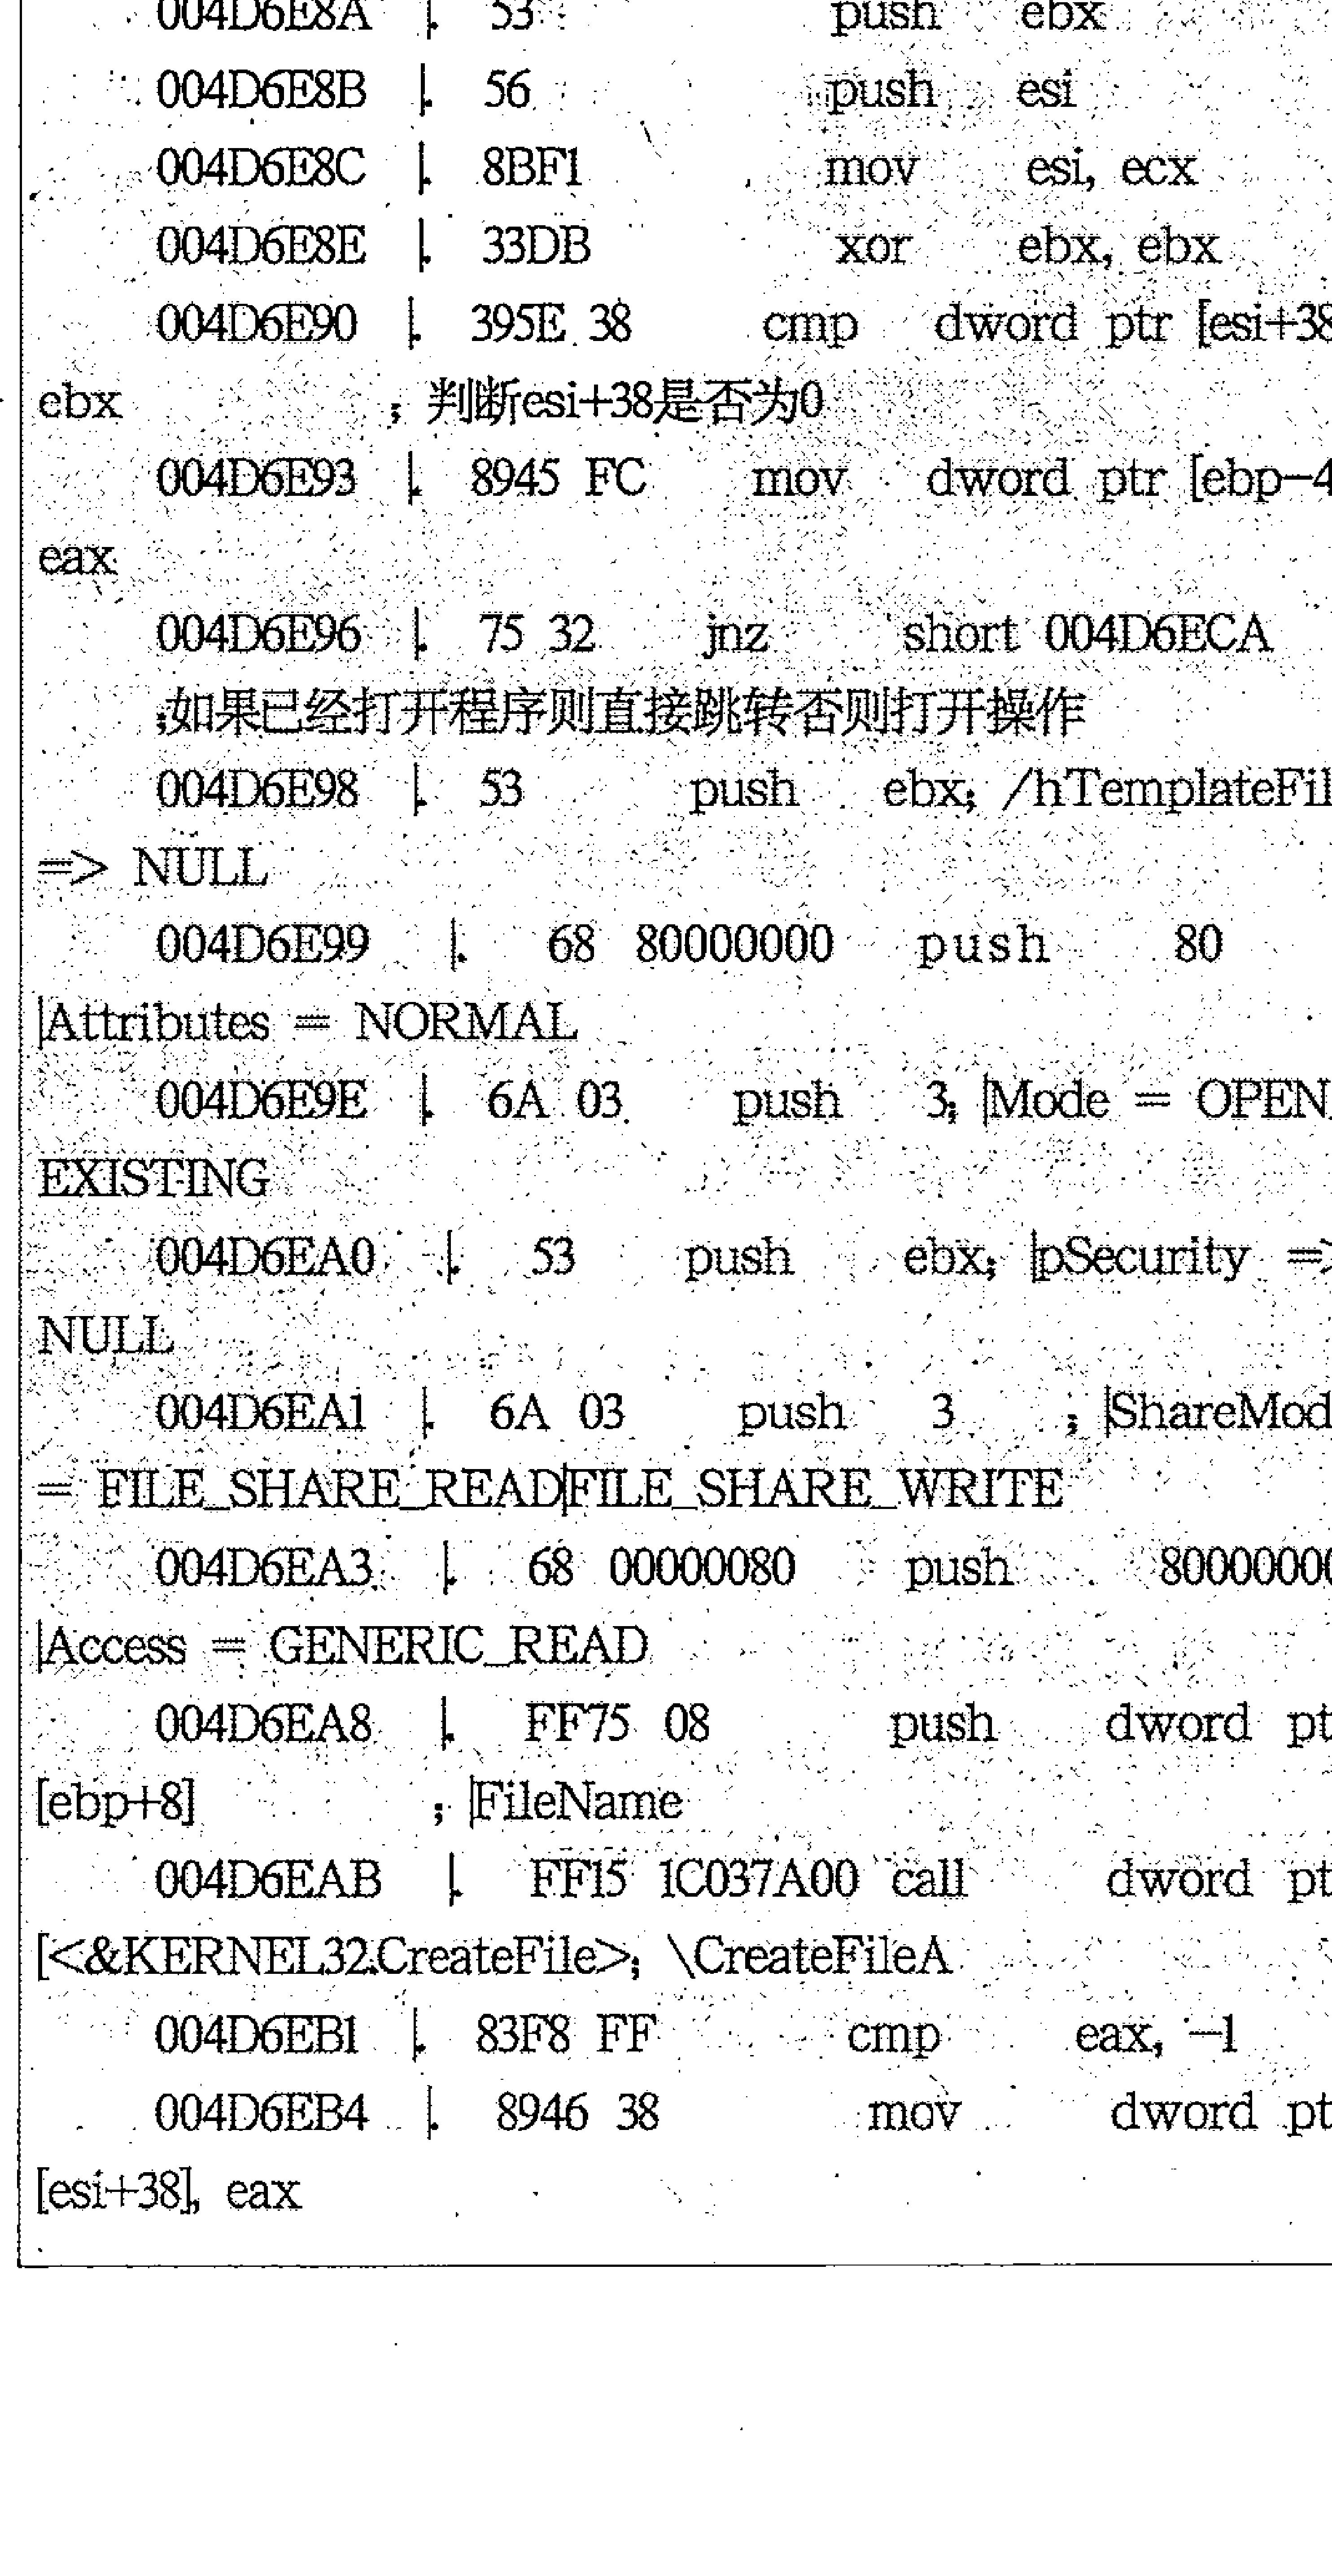 004D6E8A |. 53 push ebx
004D6E8B |. 56 push esi
004D6E8C |. 8BF1 mov esi, ecx
004D6E8E |. 33DB xor ebx, ebx
004D6E90 |. 395E 38 cmp dword ptr [esi+38
ebx ; 判断esi+38是否为0
004D6E93 |. 8945 FC mov dword ptr [ebp-4
eax
004D6E96 |. 75 32 jnz short 004D6ECA
;如果已经打开程序则直接跳转否则打开操作
004D6E98 |. 53 push ebx; /hTemplateFil
=> NULL
004D6E99 |. 68 80000000 push 80
|Attributes = NORMAL
004D6E9E |. 6A 03 push 3; |Mode = OPEN_
EXISTING
004D6EA0 |. 53 push ebx; |pSecurity =>
NULL
004D6EA1 |. 6A 03 push 3 ; |ShareMod
= FILE_SHARE_READ|FILE_SHARE_WRITE
004D6EA3 |. 68 00000080 push 80000000
|Access = GENERIC_READ
004D6EA8 |. FF75 08 push dword pt
[ebp+8] ; |FileName
004D6EAB |. FF15 1C037A00 call dword pt
[<&KERNEL32.CreateFile>; \CreateFileA
004D6EB1 |. 83F8 FF cmp eax, -1
004D6EB4 |. 8946 38 mov dword pt
[esi+38], eax